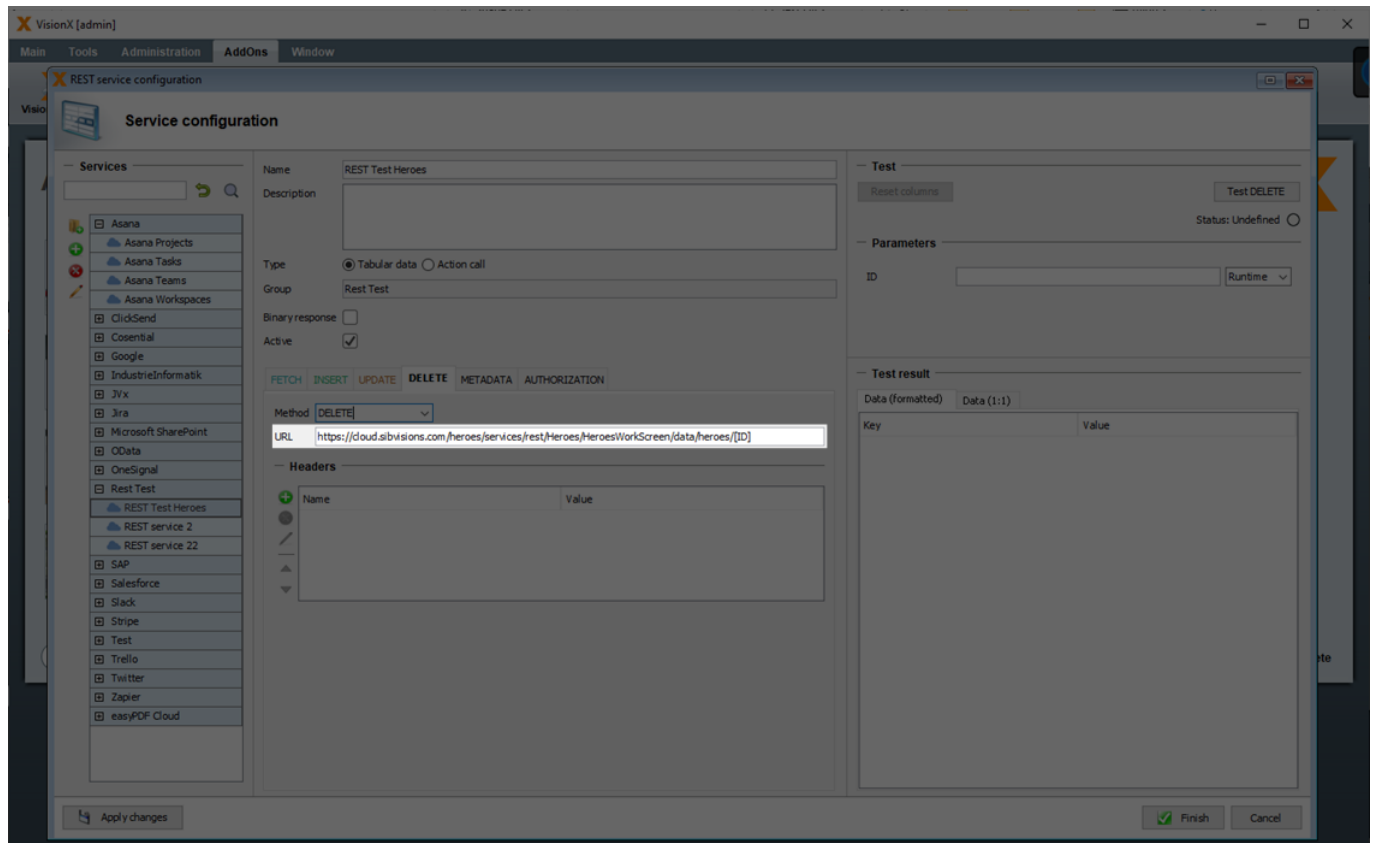 VisionX [admin]
Main Tools Administration AddOns Window
REST service configuration
Visio
Service configuration
Services
Asana
Asana Projects
Asana Tasks
Asana Teams
Asana Workspaces
ClickSend
Cosential
Google
IndustrieInformatik
JVx
Jira
Microsoft SharePoint
OData
OneSignal
Rest Test
REST Test Heroes
REST service 2
REST service 22
SAP
Salesforce
Slack
Stripe
Test
Trello
Twitter
Zapier
easyPDF Cloud
Name REST Test Heroes
Description
Type Tabular data Action call
Group Rest Test
Binary response
Active
FETCH INSERT UPDATE DELETE METADATA AUTHORIZATION
Method DELETE
URL https://cloud.sibvisions.com/heroes/services/rest/Heroes/HeroesWorkScreen/data/heroes/[ID]
Headers
Name Value
Test
Reset columns Test DELETE
Status: Undefined
Parameters
ID Runtime
Test result
Data (formatted) Data (1:1)
Key Value
ete
Apply changes Finish Cancel